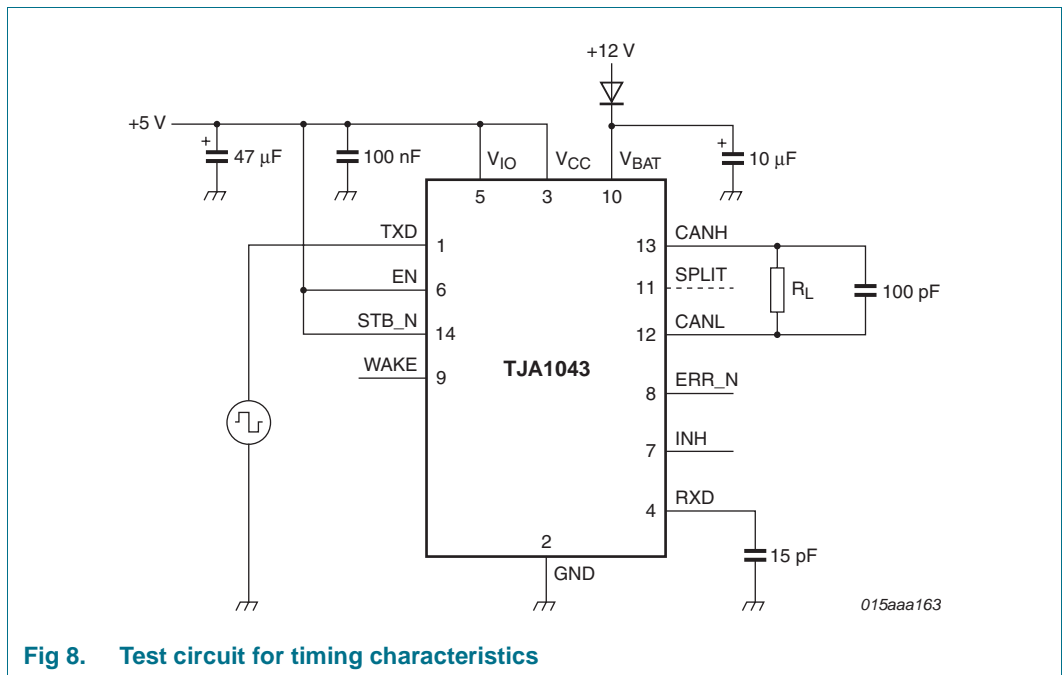 +12 V
+5 V
+
47 μF
100 nF
VIO
VCC
VBAT
+
10 μF
5
3
10
TXD
1
13
CANH
EN
6
11
SPLIT
RL
100 pF
STB_N
14
12
CANL
WAKE
9
TJA1043
8
ERR_N
7
INH
4
RXD
2
GND
15 pF
015aaa163
Fig 8. Test circuit for timing characteristics